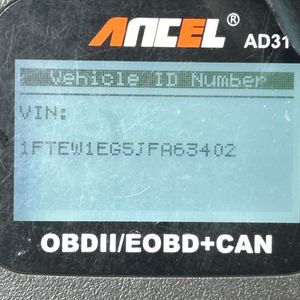 ANCEL®
AD31
Vehicle ID Number
VIN:
1FTEW1EG5JFA63402
OBDII/EOBD+CAN